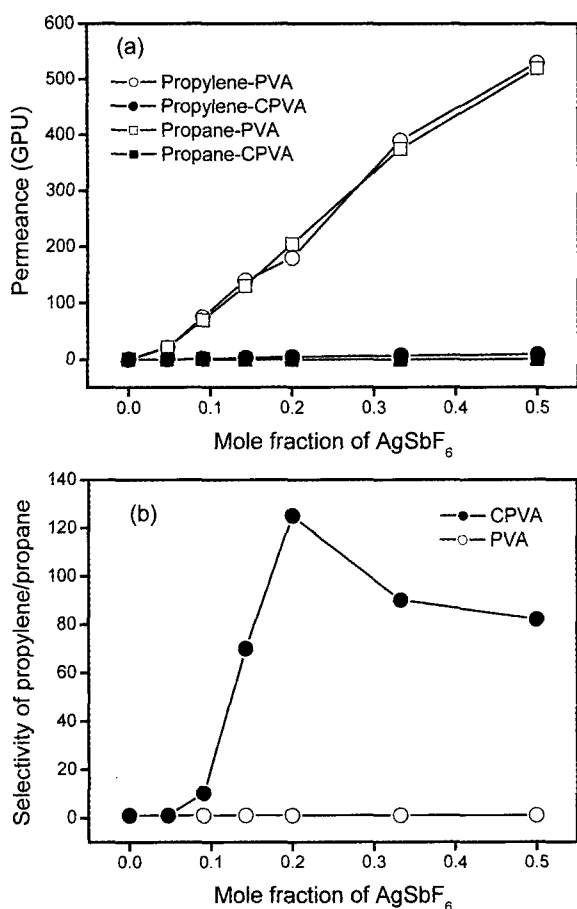 (a)
Propylene-PVA
Propylene-CPVA
Propane-PVA
Propane-CPVA
Permeance (GPU)
600
500
400
300
200
100
0
0.0 0.1 0.2 0.3 0.4 0.5
Mole fraction of AgSbF₆
(b)
CPVA
PVA
Selectivity of propylene/propane
140
120
100
80
60
40
20
0
0.0 0.1 0.2 0.3 0.4 0.5
Mole fraction of AgSbF₆